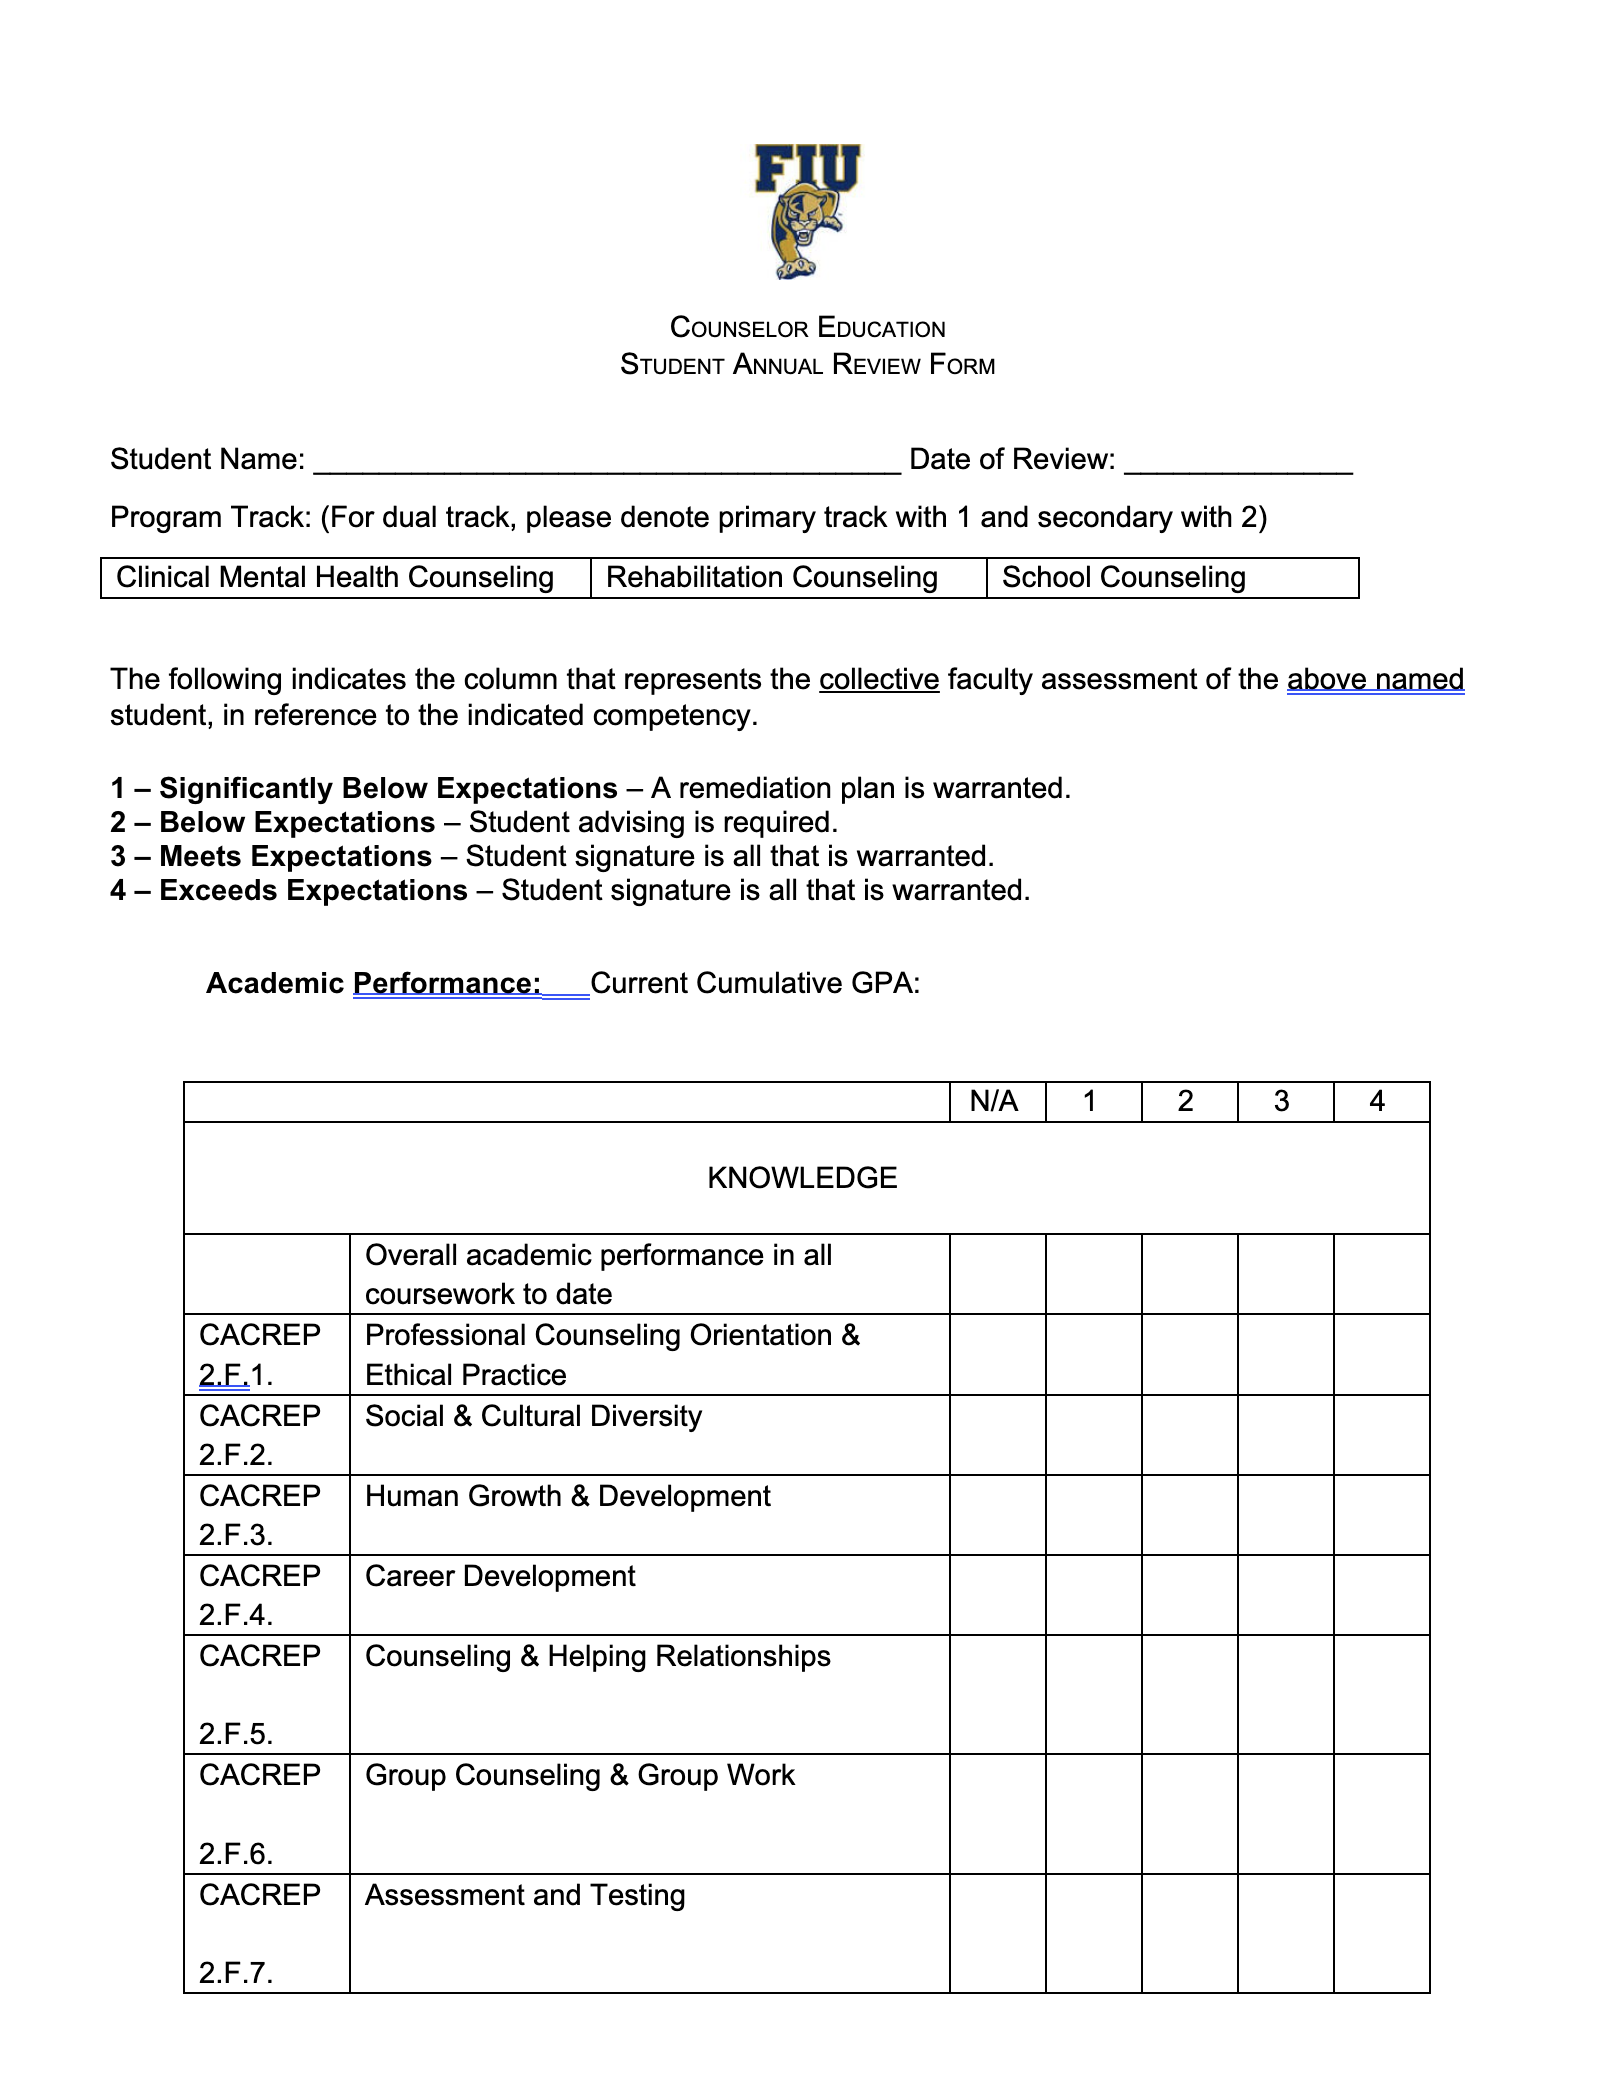 FIU
Counselor Education
Student Annual Review Form
Student Name: ____________________________________ Date of Review: ______________
Program Track: (For dual track, please denote primary track with 1 and secondary with 2)
Clinical Mental Health Counseling Rehabilitation Counseling School Counseling
The following indicates the column that represents the collective faculty assessment of the above named
student, in reference to the indicated competency.
1 – Significantly Below Expectations – A remediation plan is warranted.
2 – Below Expectations – Student advising is required.
3 – Meets Expectations – Student signature is all that is warranted.
4 – Exceeds Expectations – Student signature is all that is warranted.
Academic Performance: Current Cumulative GPA:
N/A 1 2 3 4
KNOWLEDGE
Overall academic performance in all
coursework to date
CACREP Professional Counseling Orientation &
2.F.1. Ethical Practice
CACREP Social & Cultural Diversity
2.F.2.
CACREP Human Growth & Development
2.F.3.
CACREP Career Development
2.F.4.
CACREP Counseling & Helping Relationships
2.F.5.
CACREP Group Counseling & Group Work
2.F.6.
CACREP Assessment and Testing
2.F.7.